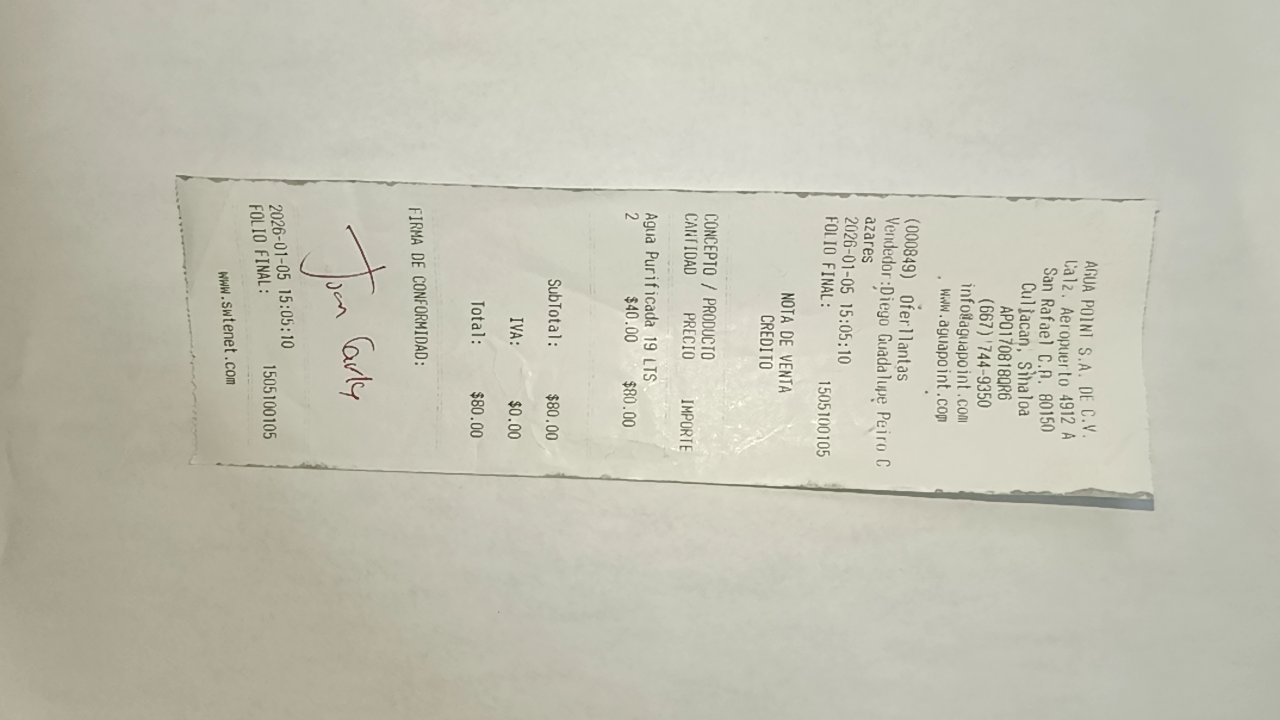 AGUA POINT S.A. DE C.V.
Calz. Aeropuerto 4912 A
San Rafael C.P. 80150
Culiacan, Sinaloa
APO170818QR6
(667) 744-9350
info@aguapoint.com
www.aguapoint.com
(000849) Oferllantas
Vendedor:Diego Guadalupe Peiro C
azares
2026-01-05 15:05:10
FOLIO FINAL: 1505100105
NOTA DE VENTA
CREDITO
CONCEPTO / PRODUCTO
CANTIDAD PRECIO IMPORTE
Agua Purificada 19 LTS
2 $40.00 $80.00
SubTotal: $80.00
IVA: $0.00
Total: $80.00
FIRMA DE CONFORMIDAD:
Juan Carlos
2026-01-05 15:05:10
FOLIO FINAL: 1505100105
www.swtenet.com